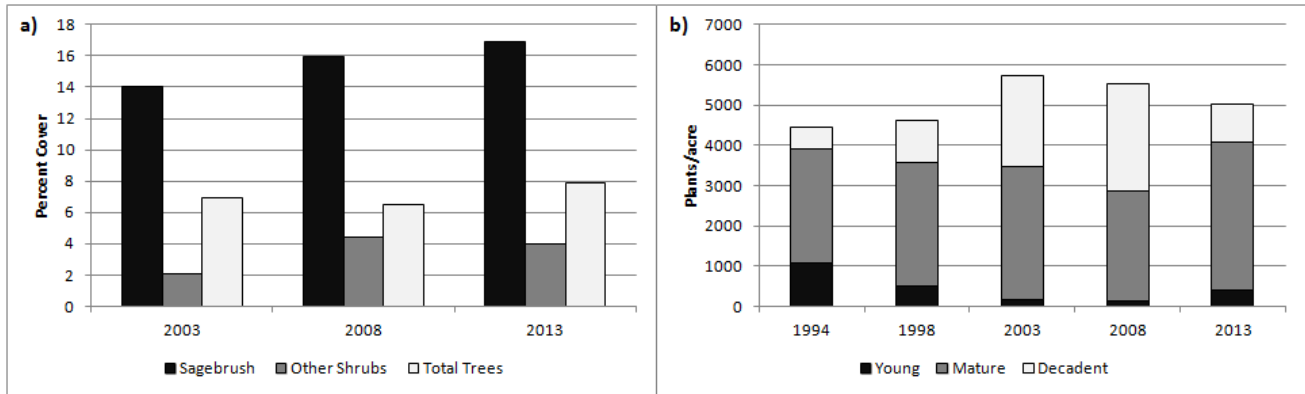 a)
Percent Cover
18
16
14
12
10
8
6
4
2
0
2003 2008 2013
Sagebrush Other Shrubs Total Trees
b)
Plants/acre
7000
6000
5000
4000
3000
2000
1000
0
1994 1998 2003 2008 2013
Young Mature Decadent